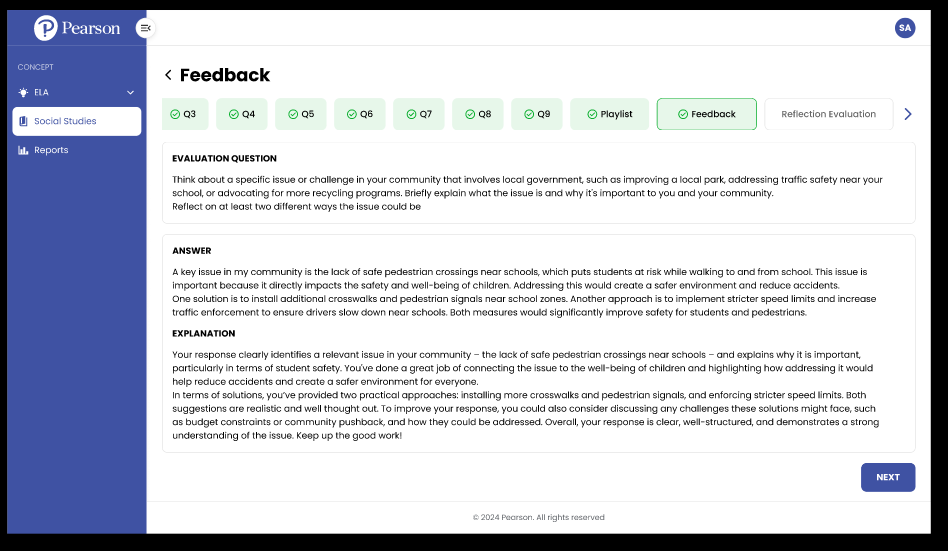 Pearson
SA
CONCEPT
ELA
Social Studies
Reports
Feedback
Q3
Q4
Q5
Q6
Q7
Q8
Q9
Playlist
Feedback
Reflection Evaluation
EVALUATION QUESTION
Think about a specific issue or challenge in your community that involves local government, such as improving a local park, addressing traffic safety near your
school, or advocating for more recycling programs. Briefly explain what the issue is and why it's important to you and your community.
Reflect on at least two different ways the issue could be
ANSWER
A key issue in my community is the lack of safe pedestrian crossings near schools, which puts students at risk while walking to and from school. This issue is
important because it directly impacts the safety and well-being of children. Addressing this would create a safer environment and reduce accidents.
One solution is to install additional crosswalks and pedestrian signals near school zones. Another approach is to implement stricter speed limits and increase
traffic enforcement to ensure drivers slow down near schools. Both measures would significantly improve safety for students and pedestrians.
EXPLANATION
Your response clearly identifies a relevant issue in your community – the lack of safe pedestrian crossings near schools – and explains why it is important,
particularly in terms of student safety. You've done a great job of connecting the issue to the well-being of children and highlighting how addressing it would
help reduce accidents and create a safer environment for everyone.
In terms of solutions, you've provided two practical approaches: installing more crosswalks and pedestrian signals, and enforcing stricter speed limits. Both
suggestions are realistic and well thought out. To improve your response, you could also consider discussing any challenges these solutions might face, such
as budget constraints or community pushback, and how they could be addressed. Overall, your response is clear, well-structured, and demonstrates a strong
understanding of the issue. Keep up the good work!
NEXT
© 2024 Pearson. All rights reserved